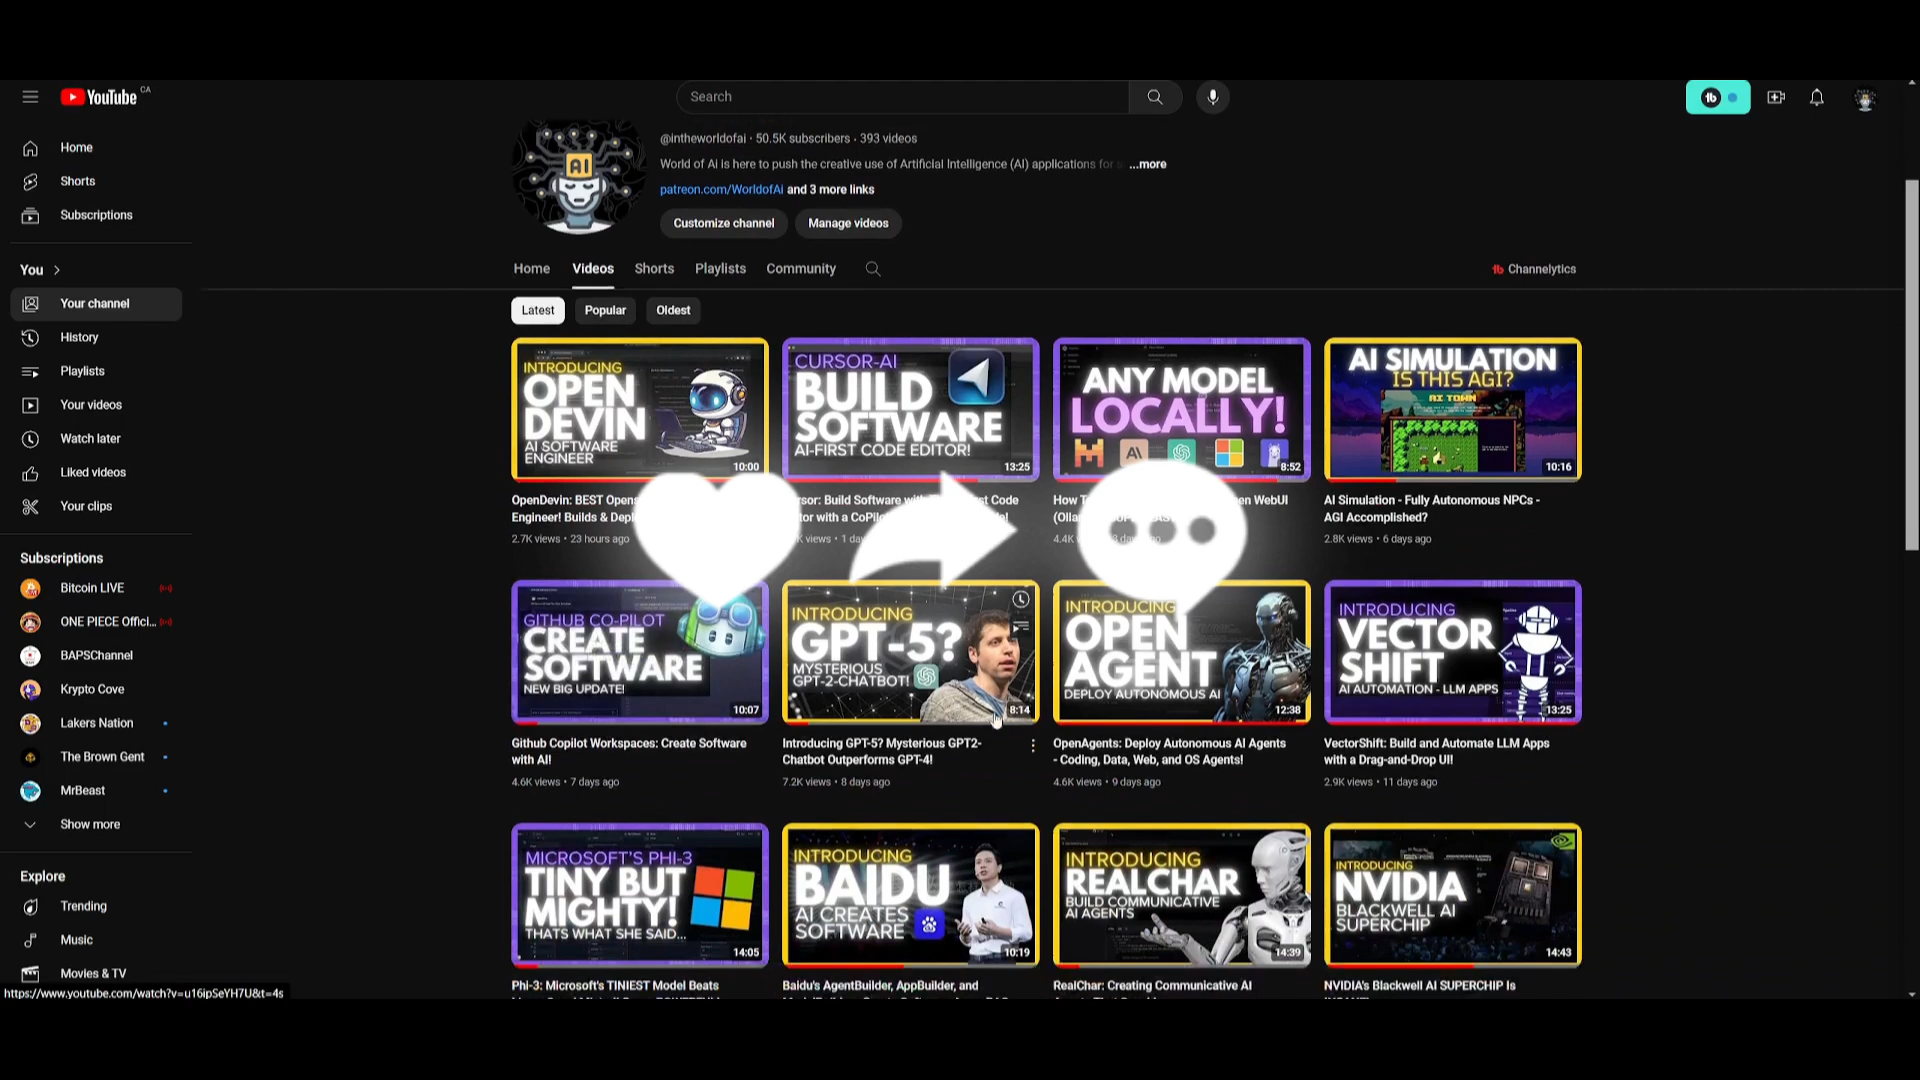 YouTube CA
Search
Home
Shorts
Subscriptions
You
Your channel
History
Playlists
Your videos
Watch later
Liked videos
Your clips
Subscriptions
Bitcoin LIVE
ONE PIECE Offici...
BAPSChannel
Krypto Cove
Lakers Nation
The Brown Gent
MrBeast
Show more
Explore
Trending
Music
Movies & TV
https://www.youtube.com/watch?v=u16ipSeYH7U&t=4s
@intheworldofai · 50.5K subscribers · 393 videos
World of Ai is here to push the creative use of Artificial Intelligence (AI) applications for ...more
patreon.com/WorldofAi and 3 more links
Customize channel Manage videos
Home Videos Shorts Playlists Community
Channelytics
Latest Popular Oldest
INTRODUCING
OPEN
DEVIN
AI SOFTWARE
ENGINEER
10:00
OpenDevin: BEST Opens
Engineer! Builds & Depl
2.7K views • 23 hours ago
CURSOR-AI
BUILD
SOFTWARE
AI-FIRST CODE EDITOR!
13:25
rsor: Build Software with st Code
tor with a CoPilo
views • 1 day
ANY MODEL
LOCALLY!
8:52
How T en WebUI
(Olla
4.4K
AI SIMULATION
IS THIS AGI?
AI TOWN
10:16
AI Simulation - Fully Autonomous NPCs -
AGI Accomplished?
2.8K views • 6 days ago
GITHUB CO-PILOT
CREATE
SOFTWARE
NEW BIG UPDATE!
10:07
Github Copilot Workspaces: Create Software
with AI!
4.6K views • 7 days ago
INTRODUCING
GPT-5?
MYSTERIOUS
GPT-2-CHATBOT!
8:14
Introducing GPT-5? Mysterious GPT2-
Chatbot Outperforms GPT-4!
7.2K views • 8 days ago
INTRODUCING
OPEN
AGENT
DEPLOY AUTONOMOUS AI
12:38
OpenAgents: Deploy Autonomous AI Agents
- Coding, Data, Web, and OS Agents!
4.6K views • 9 days ago
INTRODUCING
VECTOR
SHIFT
AI AUTOMATION - LLM APPS
13:25
VectorShift: Build and Automate LLM Apps
with a Drag-and-Drop UI!
2.9K views • 11 days ago
MICROSOFT'S PHI-3
TINY BUT
MIGHTY!
THATS WHAT SHE SAID...
14:05
Phi-3: Microsoft's TINIEST Model Beats
INTRODUCING
BAIDU
AI CREATES
SOFTWARE
10:19
Baidu's AgentBuilder, AppBuilder, and
INTRODUCING
REALCHAR
BUILD COMMUNICATIVE
AI AGENTS
14:39
RealChar: Creating Communicative AI
INTRODUCING
NVIDIA
BLACKWELL AI
SUPERCHIP
14:43
NVIDIA's Blackwell AI SUPERCHIP Is